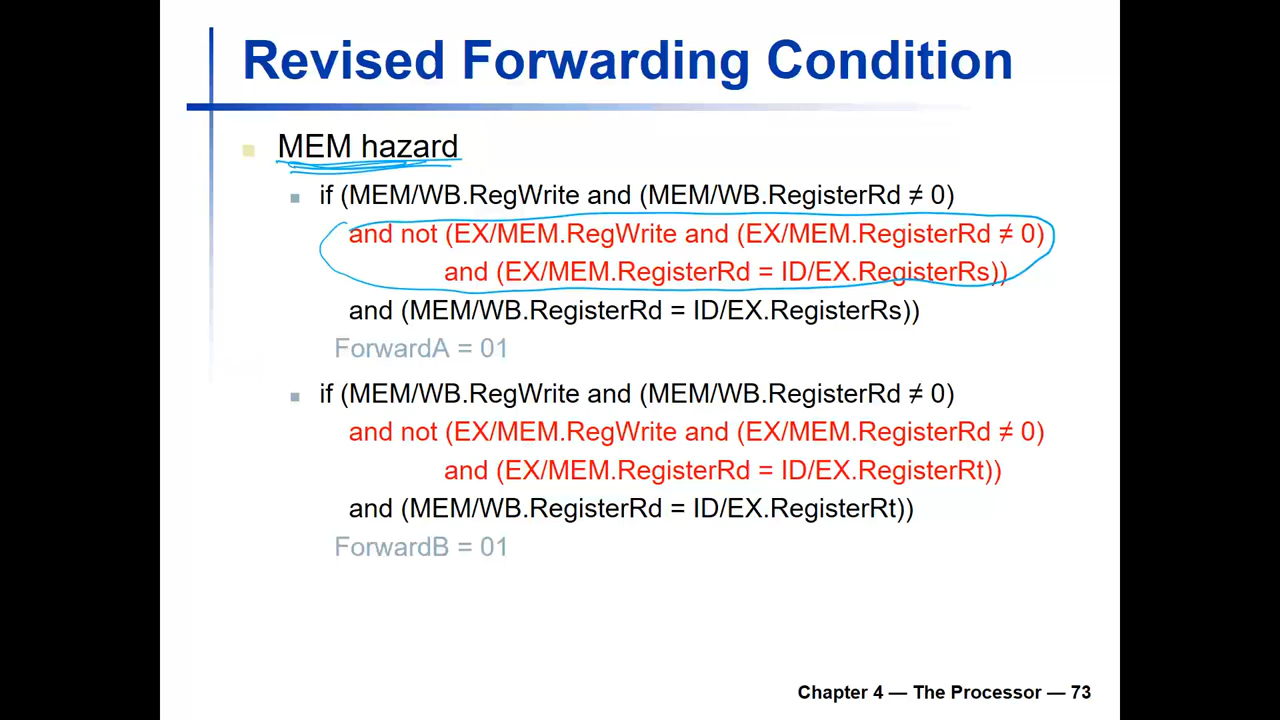 Revised Forwarding Condition
MEM hazard
if (MEM/WB.RegWrite and (MEM/WB.RegisterRd ≠ 0)
and not (EX/MEM.RegWrite and (EX/MEM.RegisterRd ≠ 0)
and (EX/MEM.RegisterRd = ID/EX.RegisterRs))
and (MEM/WB.RegisterRd = ID/EX.RegisterRs))
ForwardA = 01
if (MEM/WB.RegWrite and (MEM/WB.RegisterRd ≠ 0)
and not (EX/MEM.RegWrite and (EX/MEM.RegisterRd ≠ 0)
and (EX/MEM.RegisterRd = ID/EX.RegisterRt))
and (MEM/WB.RegisterRd = ID/EX.RegisterRt))
ForwardB = 01
Chapter 4 — The Processor — 73